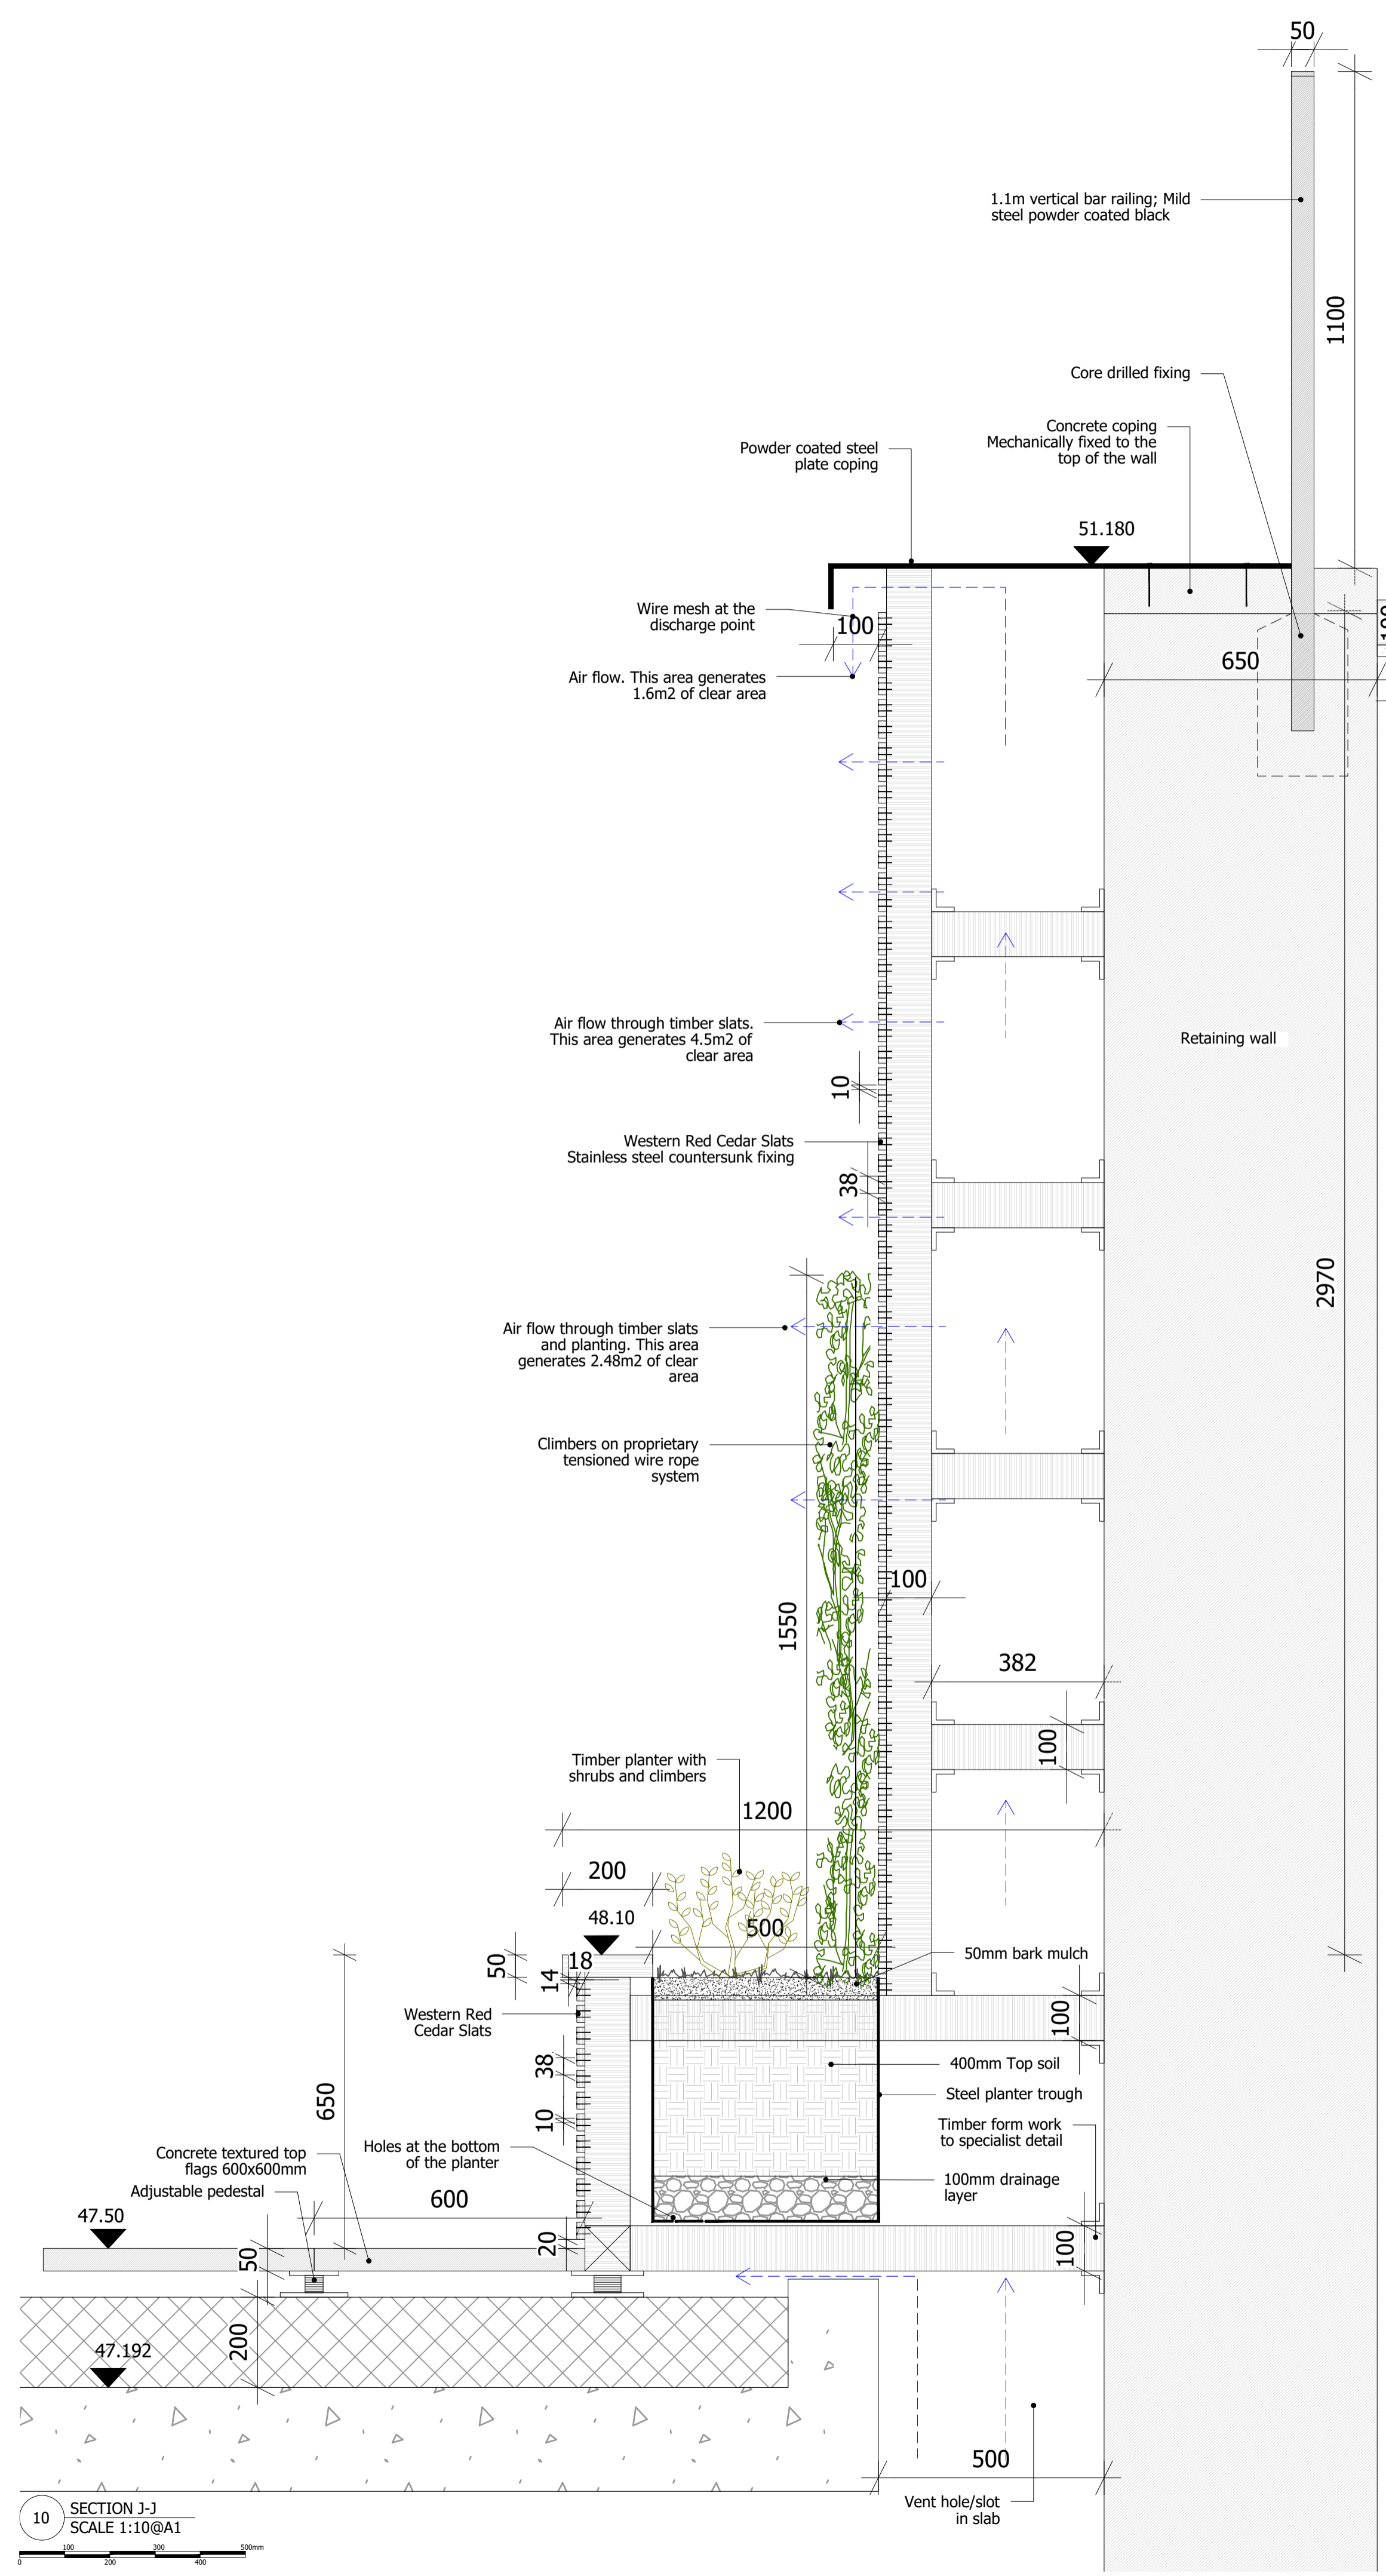 50
1.1m vertical bar railing; Mild
steel powder coated black
1100
Core drilled fixing
Concrete coping
Mechanically fixed to the
top of the wall
Powder coated steel
plate coping
51.180
Wire mesh at the
discharge point
100
650
Air flow. This area generates
1.6m2 of clear area
Air flow through timber slats.
This area generates 4.5m2 of
clear area
Retaining wall
10
Western Red Cedar Slats
Stainless steel countersunk fixing
38
2970
Air flow through timber slats
and planting. This area
generates 2.48m2 of clear
area
Climbers on proprietary
tensioned wire rope
system
100
1550
382
100
Timber planter with
shrubs and climbers
1200
200
48.10
500
50
18
14
50mm bark mulch
Western Red
Cedar Slats
100
38
400mm Top soil
Steel planter trough
650
10
Timber form work
to specialist detail
Concrete textured top
flags 600x600mm
Holes at the bottom
of the planter
100mm drainage
layer
Adjustable pedestal
600
47.50
20
50
100
200
47.192
500
Vent hole/slot
in slab
10
SECTION J-J
SCALE 1:10@A1
100
300
500mm
0
200
400